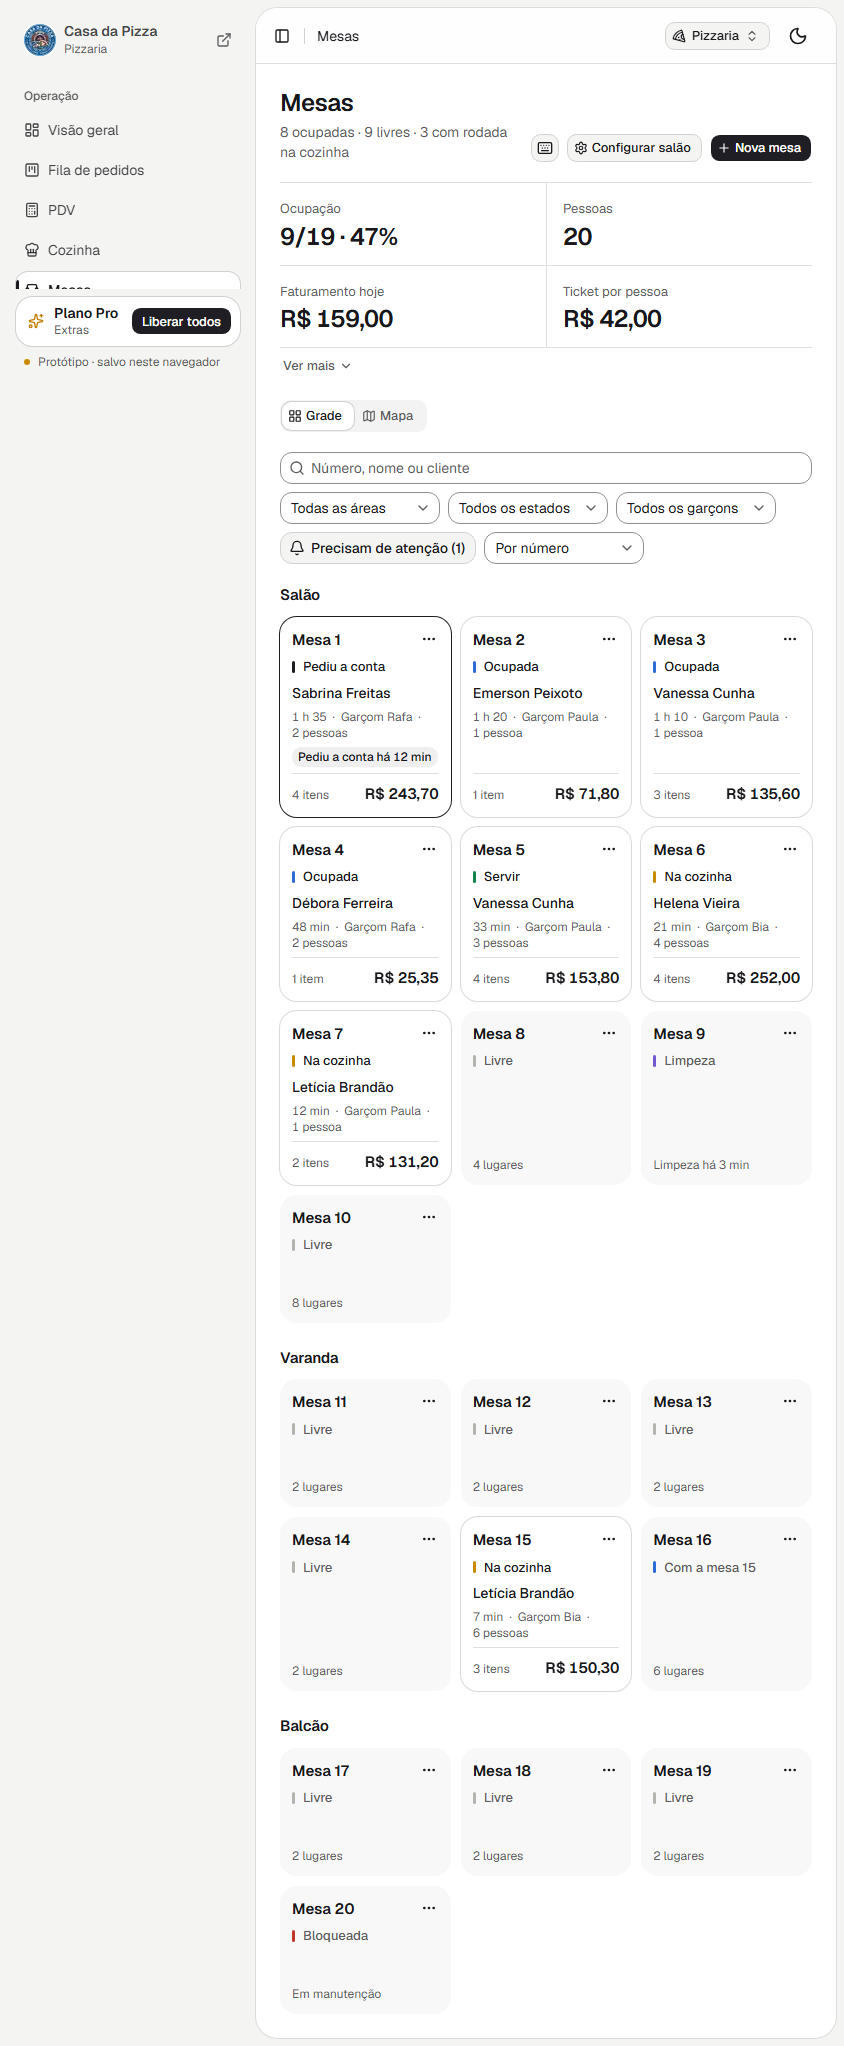 Casa da Pizza
Pizzaria
Operação
Visão geral
Fila de pedidos
PDV
Cozinha
Mesas
Plano Pro
Extras
Liberar todos
Protótipo · salvo neste navegador
Mesas
Pizzaria
Mesas
8 ocupadas · 9 livres · 3 com rodada
na cozinha
Configurar salão
Nova mesa
Ocupação
9/19 · 47%
Pessoas
20
Faturamento hoje
R$ 159,00
Ticket por pessoa
R$ 42,00
Ver mais
Grade
Mapa
Número, nome ou cliente
Todas as áreas
Todos os estados
Todos os garçons
Precisam de atenção (1)
Por número
Salão
Mesa 1
Pediu a conta
Sabrina Freitas
1 h 35 · Garçom Rafa ·
2 pessoas
Pediu a conta há 12 min
4 itens
R$ 243,70
Mesa 2
Ocupada
Emerson Peixoto
1 h 20 · Garçom Paula ·
1 pessoa
1 item
R$ 71,80
Mesa 3
Ocupada
Vanessa Cunha
1 h 10 · Garçom Paula ·
1 pessoa
3 itens
R$ 135,60
Mesa 4
Ocupada
Débora Ferreira
48 min · Garçom Rafa ·
2 pessoas
1 item
R$ 25,35
Mesa 5
Servir
Vanessa Cunha
33 min · Garçom Paula ·
3 pessoas
4 itens
R$ 153,80
Mesa 6
Na cozinha
Helena Vieira
21 min · Garçom Bia ·
4 pessoas
4 itens
R$ 252,00
Mesa 7
Na cozinha
Letícia Brandão
12 min · Garçom Paula ·
1 pessoa
2 itens
R$ 131,20
Mesa 8
Livre
4 lugares
Mesa 9
Limpeza
Limpeza há 3 min
Mesa 10
Livre
8 lugares
Varanda
Mesa 11
Livre
2 lugares
Mesa 12
Livre
2 lugares
Mesa 13
Livre
2 lugares
Mesa 14
Livre
2 lugares
Mesa 15
Na cozinha
Letícia Brandão
7 min · Garçom Bia ·
6 pessoas
3 itens
R$ 150,30
Mesa 16
Com a mesa 15
6 lugares
Balcão
Mesa 17
Livre
2 lugares
Mesa 18
Livre
2 lugares
Mesa 19
Livre
2 lugares
Mesa 20
Bloqueada
Em manutenção